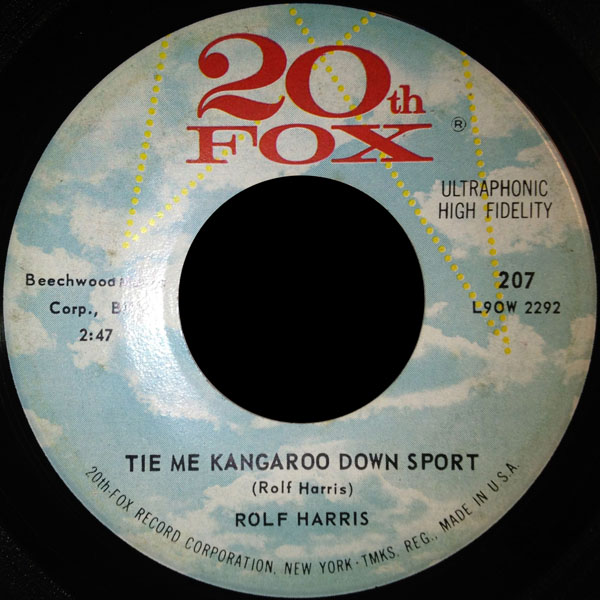 20th
FOX
®
ULTRAPHONIC
HIGH FIDELITY
Beechwood
Corp.,
2:47
207
L9OW 2292
TIE ME KANGAROO DOWN SPORT
(Rolf Harris)
ROLF HARRIS
20th-FOX RECORD CORPORATION, NEW YORK - TMKS. REG., MADE IN U.S.A.